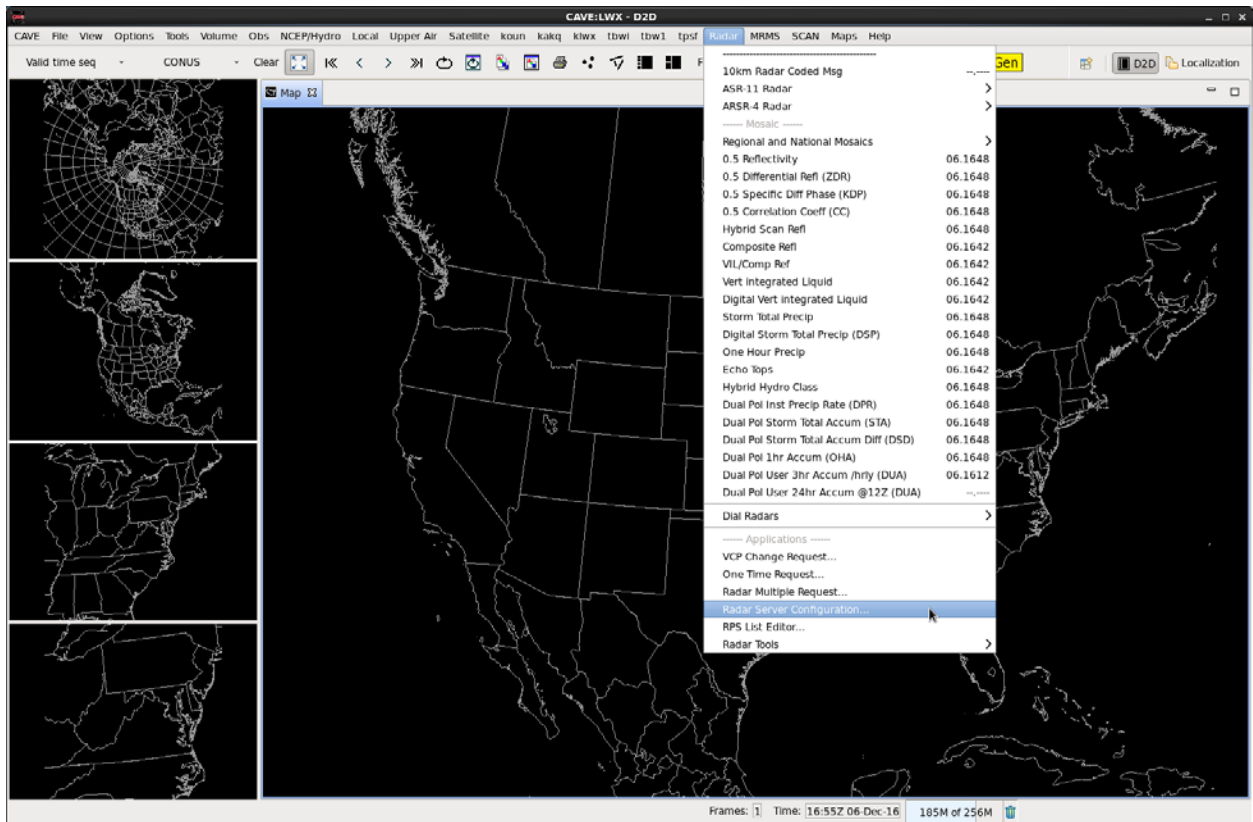 CAVE:LWX - D2D
CAVE File View Options Tools Volume Obs NCEP/Hydro Local Upper Air Satellite koun kakq klwx tbwi tbw1 tpsf Radar MRMS SCAN Maps Help
Valid time seq CONUS Clear F Gen D2D Localization
Map
10km Radar Coded Msg --.----
ASR-11 Radar
ARSR-4 Radar
------ Mosaic ------
Regional and National Mosaics
0.5 Reflectivity 06.1648
0.5 Differential Refl (ZDR) 06.1648
0.5 Specific Diff Phase (KDP) 06.1648
0.5 Correlation Coeff (CC) 06.1648
Hybrid Scan Refl 06.1648
Composite Refl 06.1642
VIL/Comp Ref 06.1642
Vert Integrated Liquid 06.1642
Digital Vert Integrated Liquid 06.1642
Storm Total Precip 06.1648
Digital Storm Total Precip (DSP) 06.1648
One Hour Precip 06.1648
Echo Tops 06.1642
Hybrid Hydro Class 06.1648
Dual Pol Inst Precip Rate (DPR) 06.1648
Dual Pol Storm Total Accum (STA) 06.1648
Dual Pol Storm Total Accum Diff (DSD) 06.1648
Dual Pol 1hr Accum (OHA) 06.1648
Dual Pol User 3hr Accum /hrly (DUA) 06.1612
Dual Pol User 24hr Accum @12Z (DUA) --.----
Dial Radars
------ Applications ------
VCP Change Request...
One Time Request...
Radar Multiple Request...
Radar Server Configuration...
RPS List Editor...
Radar Tools
Frames: 1 Time: 16:55Z 06-Dec-16 185M of 256M